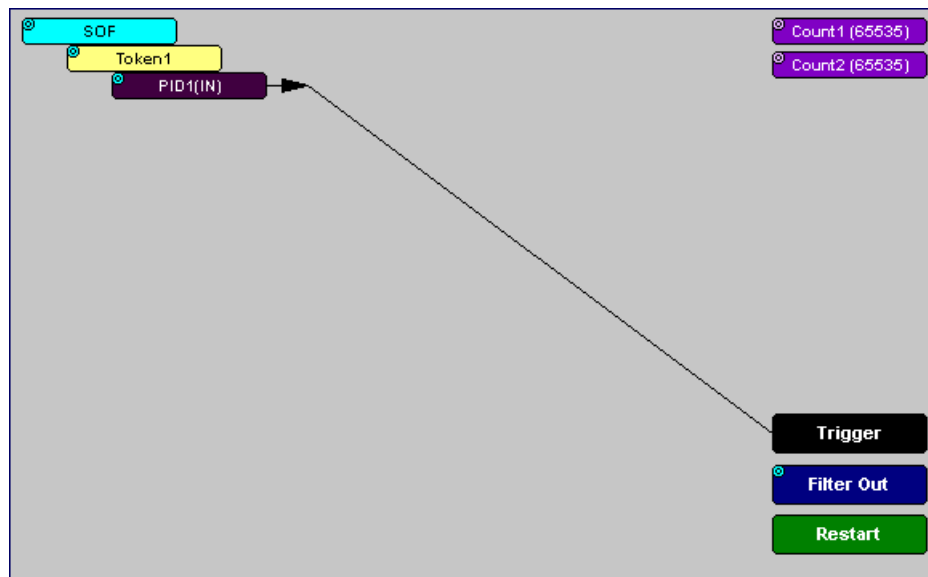 SOF
Token1
PID1(IN)
Count1 (65535)
Count2 (65535)
Trigger
Filter Out
Restart